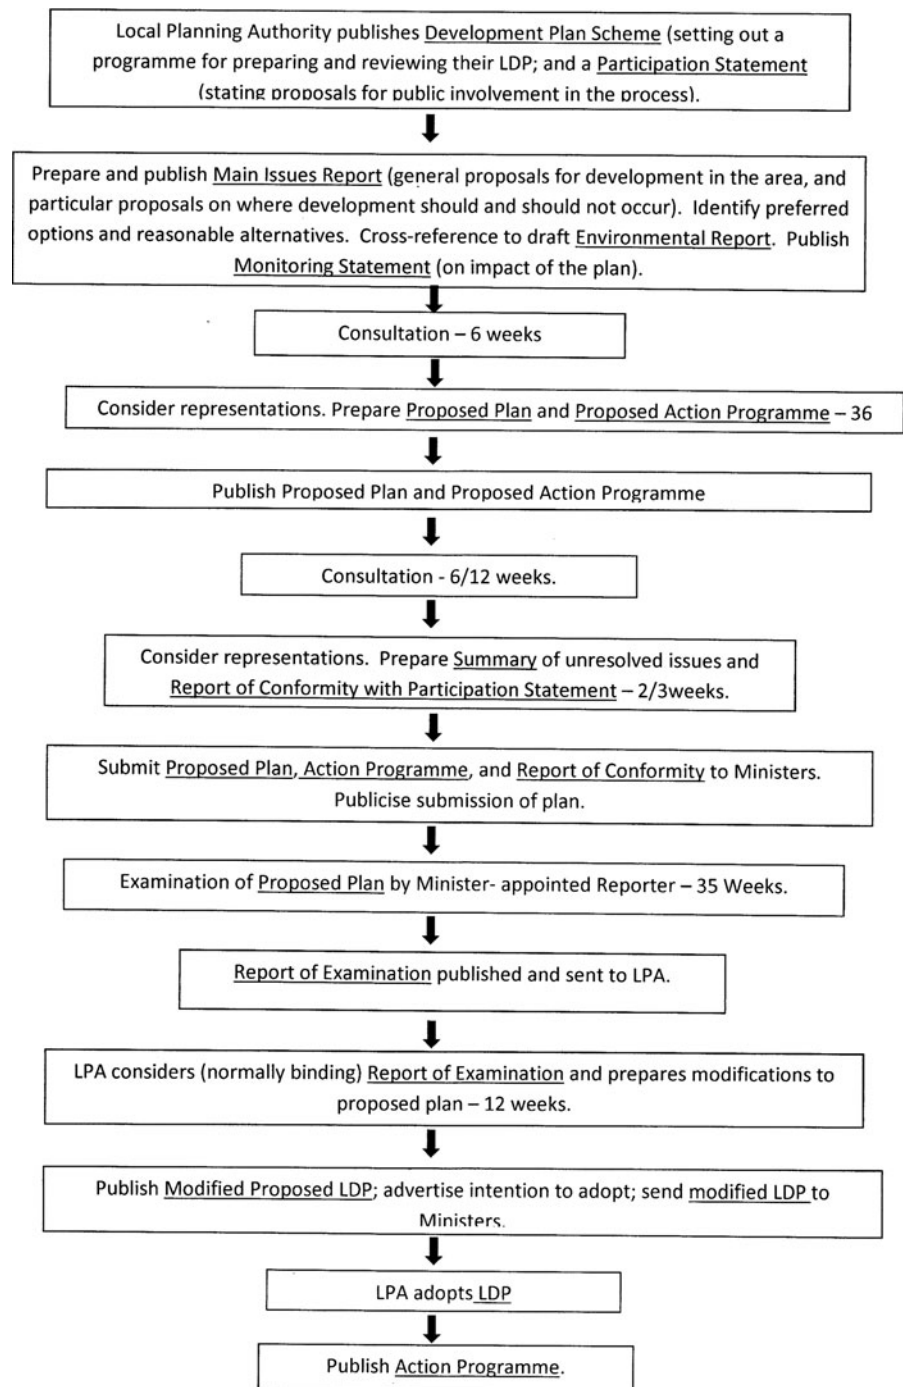 Local Planning Authority publishes Development Plan Scheme (setting out a
programme for preparing and reviewing their LDP; and a Participation Statement
(stating proposals for public involvement in the process).
Prepare and publish Main Issues Report (general proposals for development in the area, and
particular proposals on where development should and should not occur). Identify preferred
options and reasonable alternatives. Cross-reference to draft Environmental Report. Publish
Monitoring Statement (on impact of the plan).
Consultation – 6 weeks
Consider representations. Prepare Proposed Plan and Proposed Action Programme – 36
Publish Proposed Plan and Proposed Action Programme
Consultation - 6/12 weeks.
Consider representations. Prepare Summary of unresolved issues and
Report of Conformity with Participation Statement – 2/3weeks.
Submit Proposed Plan, Action Programme, and Report of Conformity to Ministers.
Publicise submission of plan.
Examination of Proposed Plan by Minister- appointed Reporter – 35 Weeks.
Report of Examination published and sent to LPA.
LPA considers (normally binding) Report of Examination and prepares modifications to
proposed plan – 12 weeks.
Publish Modified Proposed LDP; advertise intention to adopt; send modified LDP to
Ministers.
LPA adopts LDP
Publish Action Programme.